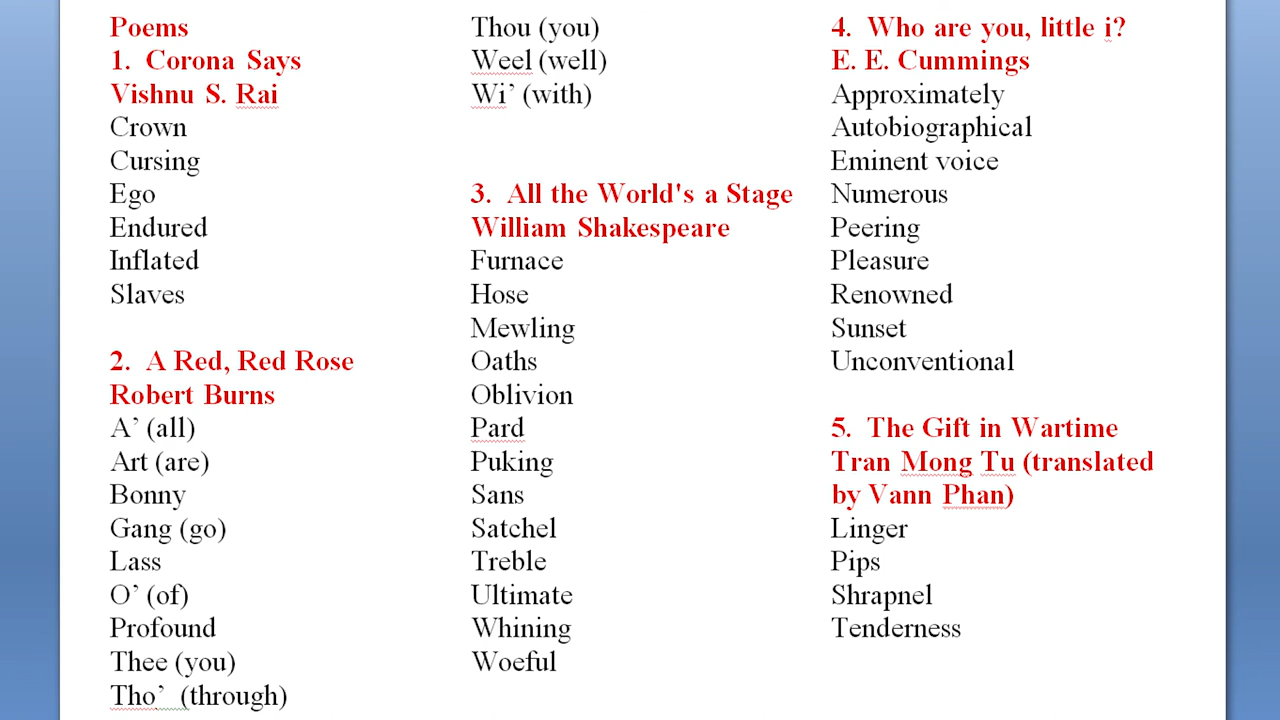 Poems
1. Corona Says
Vishnu S. Rai
Crown
Cursing
Ego
Endured
Inflated
Slaves
2. A Red, Red Rose
Robert Burns
A’ (all)
Art (are)
Bonny
Gang (go)
Lass
O’ (of)
Profound
Thee (you)
Tho’ (through)
Thou (you)
Weel (well)
Wi’ (with)
3. All the World's a Stage
William Shakespeare
Furnace
Hose
Mewling
Oaths
Oblivion
Pard
Puking
Sans
Satchel
Treble
Ultimate
Whining
Woeful
4. Who are you, little i?
E. E. Cummings
Approximately
Autobiographical
Eminent voice
Numerous
Peering
Pleasure
Renowned
Sunset
Unconventional
5. The Gift in Wartime
Tran Mong Tu (translated
by Vann Phan)
Linger
Pips
Shrapnel
Tenderness